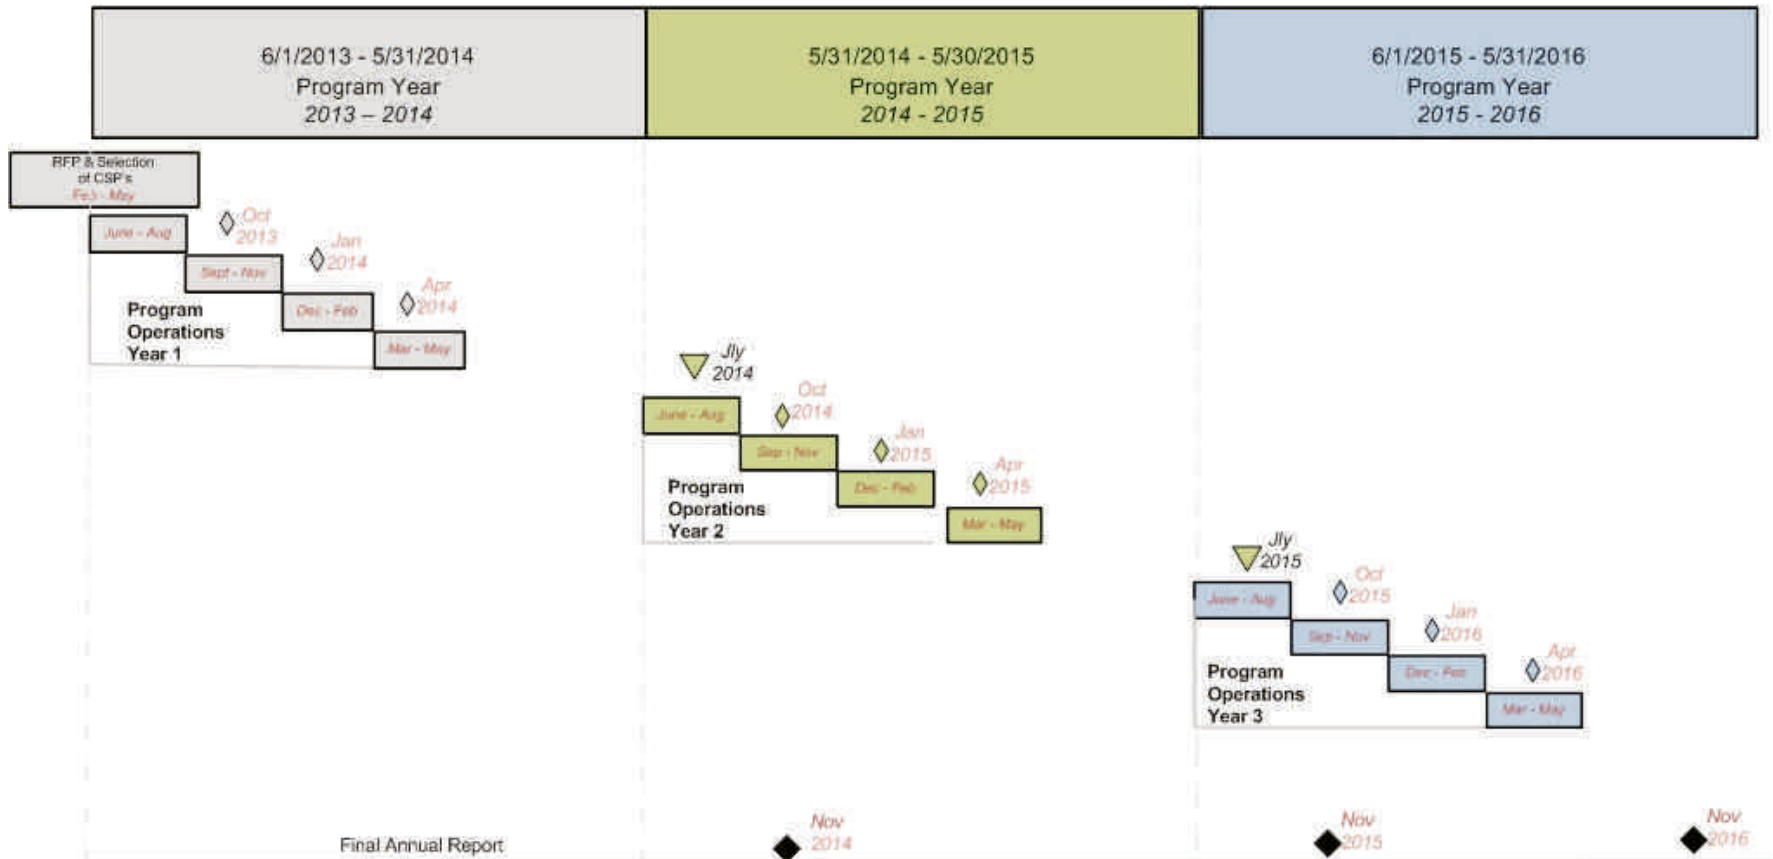 6/1/2013 - 5/31/2014
Program Year
2013 – 2014
5/31/2014 - 5/30/2015
Program Year
2014 - 2015
6/1/2015 - 5/31/2016
Program Year
2015 - 2016
RFP & Selection
of CSP's
Feb - May
June - Aug
Oct
2013
Sept - Nov
Jan
2014
Dec - Feb
Apr
2014
Mar - May
Program
Operations
Year 1
Jly
2014
June - Aug
Oct
2014
Sep - Nov
Jan
2015
Dec - Feb
Apr
2015
Mar - May
Program
Operations
Year 2
Jly
2015
June - Aug
Oct
2015
Sept - Nov
Jan
2016
Dec - Feb
Apr
2016
Mar - May
Program
Operations
Year 3
Final Annual Report
Nov
2014
Nov
2015
Nov
2016